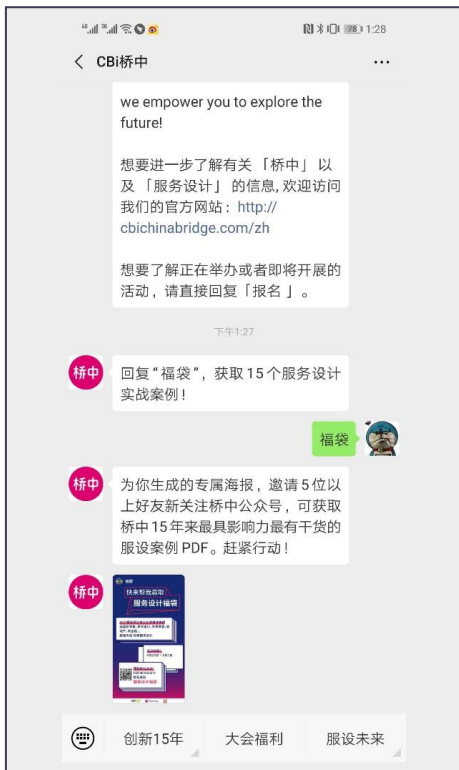 46 5G
78 1:28
CBi桥中
we empower you to explore the
future!
想要进一步了解有关「桥中」以
及「服务设计」的信息,欢迎访问
我们的官方网站：http://
cbichinabridge.com/zh
想要了解正在举办或者即将开展的
活动，请直接回复「报名 」。
下午1:27
桥中
回复“福袋”，获取15个服务设计
实战案例！
福袋
桥中
为你生成的专属海报，邀请5位以
上好友新关注桥中公众号，可获取
桥中15年来最具影响力最有干货的
服设案例 PDF。赶紧行动！
桥中
快来帮我赢取
服务设计福袋
创新15年
大会福利
服设未来